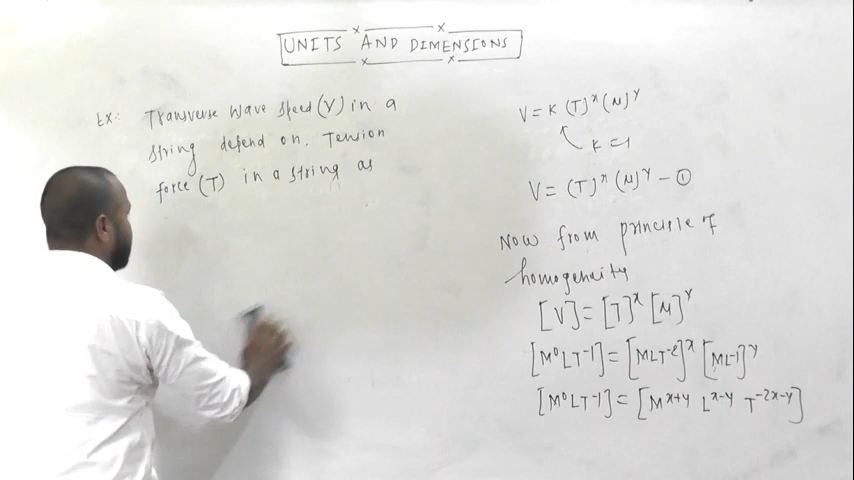 UNITS AND DIMENSIONS
Ex:- Transverse wave speed (V) in a
string depend on. Tension
force (T) in a string as
V = K (T)^x (M)^y
K = 1
V = (T)^x (M)^y - ①
Now from principle of
homogeneity
[V] = [T]^x [M]^y
[M⁰LT⁻¹] = [MLT⁻²]^x [ML⁻¹]^y
[M⁰LT⁻¹] = [M^x+y L^x-y T^-2x-y]